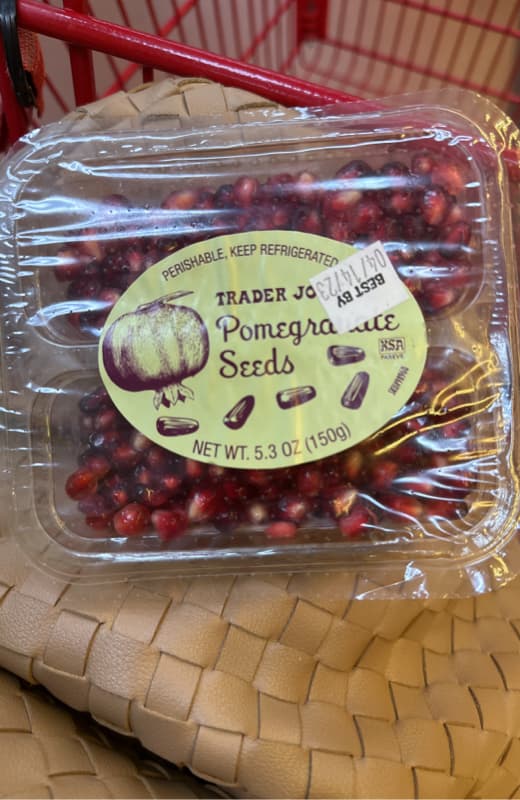 PERISHABLE, KEEP REFRIGERATED
TRADER JO
BEST BY
04/14/23
Pomegranate
Seeds
KSA
PAREVE
NET WT. 5.3 OZ (150g)